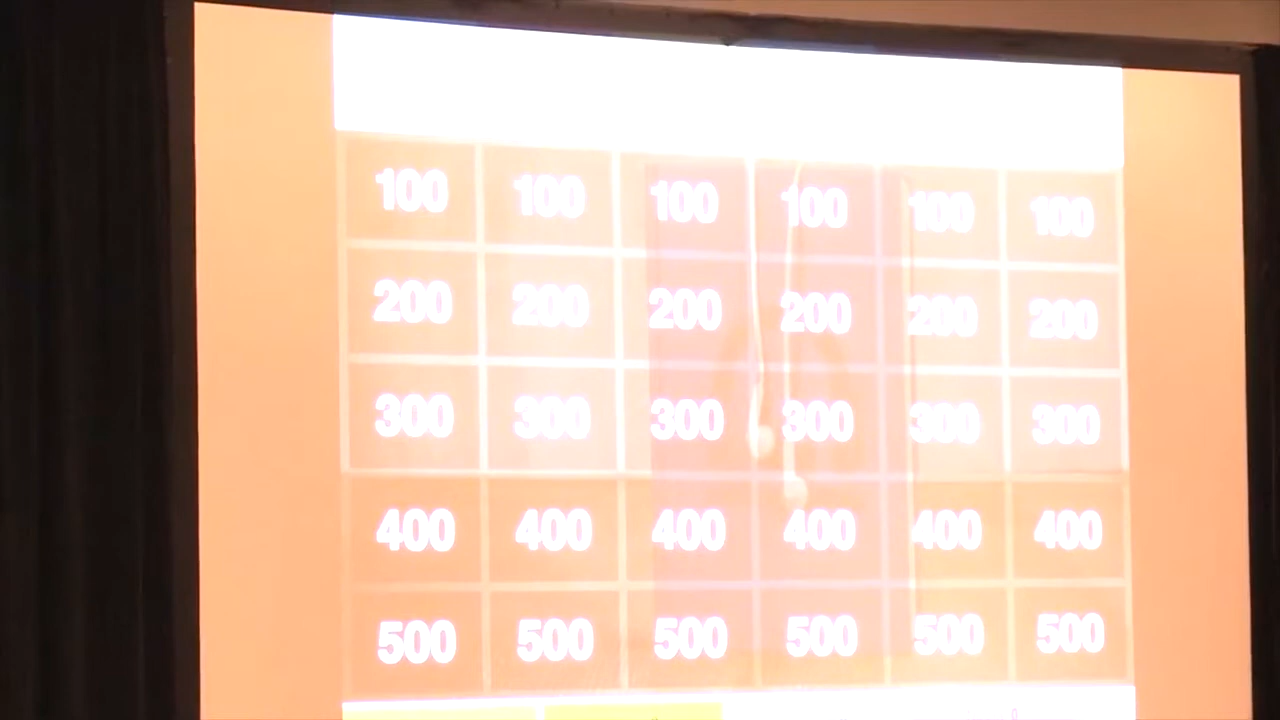 100 100 100 100 100 100
200 200 200 200 200 200
300 300 300 300 300 300
400 400 400 400 400 400
500 500 500 500 500 500